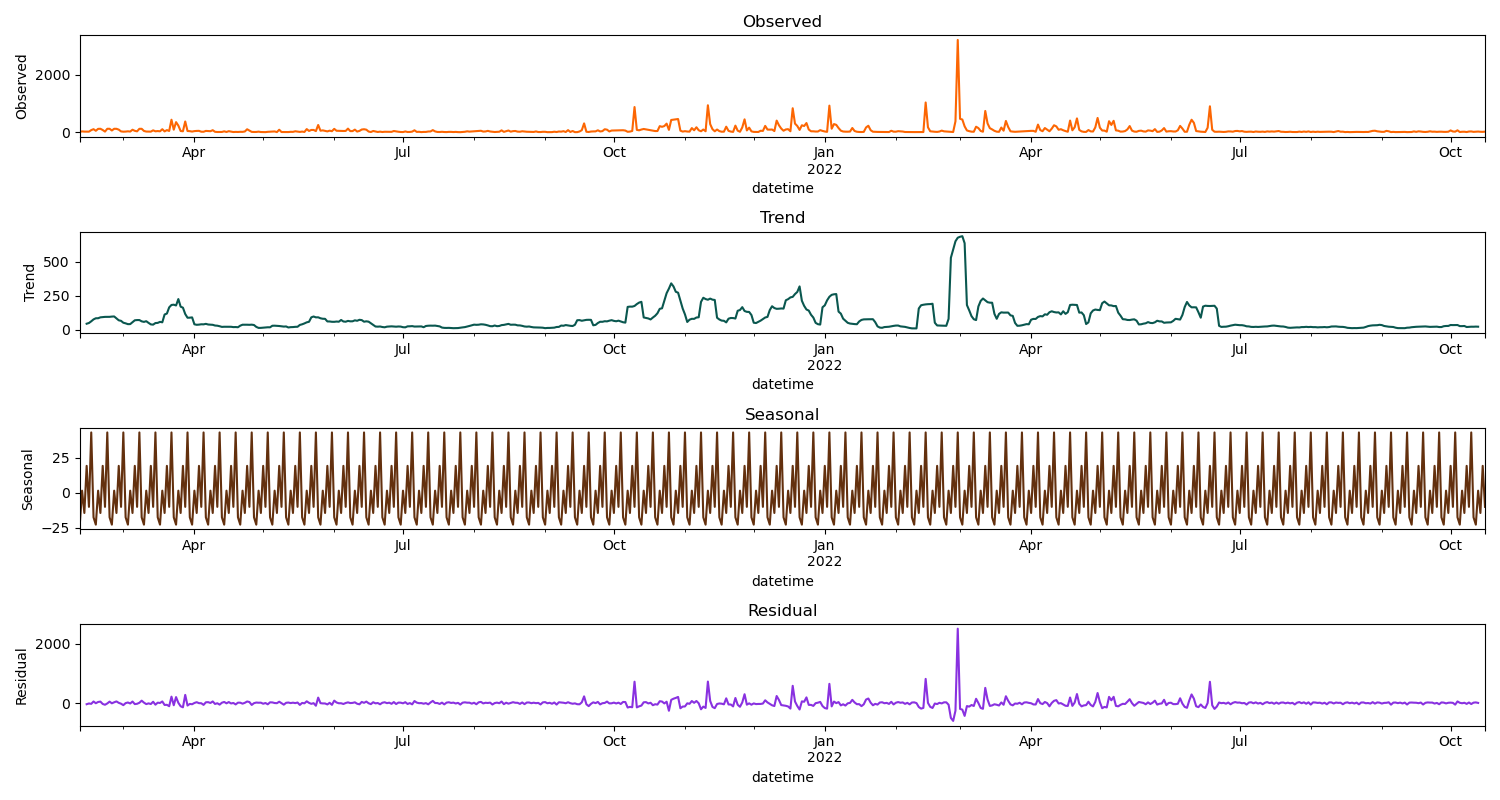 Observed
Observed
2000
0
Apr Jul Oct Jan Apr Jul Oct
2022
datetime
Trend
Trend
500
250
0
Apr Jul Oct Jan Apr Jul Oct
2022
datetime
Seasonal
Seasonal
25
0
−25
Apr Jul Oct Jan Apr Jul Oct
2022
datetime
Residual
Residual
2000
0
Apr Jul Oct Jan Apr Jul Oct
2022
datetime